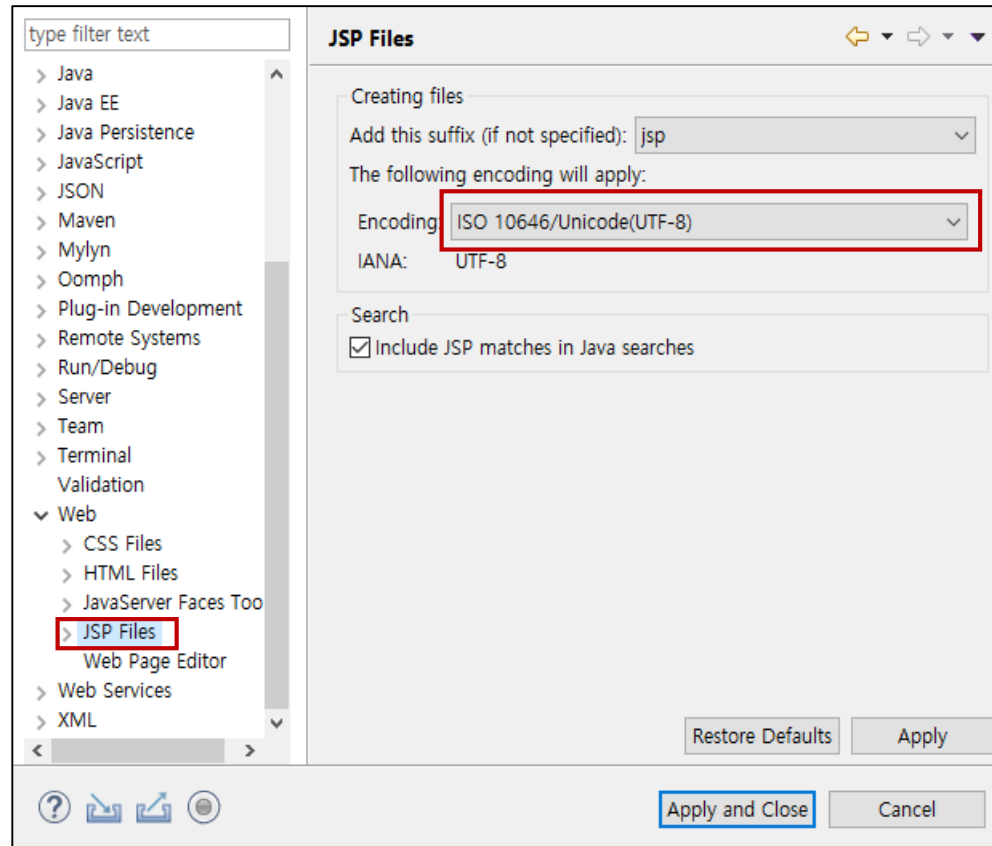 type filter text
Java
Java EE
Java Persistence
JavaScript
JSON
Maven
Mylyn
Oomph
Plug-in Development
Remote Systems
Run/Debug
Server
Team
Terminal
Validation
Web
CSS Files
HTML Files
JavaServer Faces Too
JSP Files
Web Page Editor
Web Services
XML
JSP Files
Creating files
Add this suffix (if not specified): jsp
The following encoding will apply:
Encoding: ISO 10646/Unicode(UTF-8)
IANA: UTF-8
Search
Include JSP matches in Java searches
Restore Defaults Apply
Apply and Close Cancel